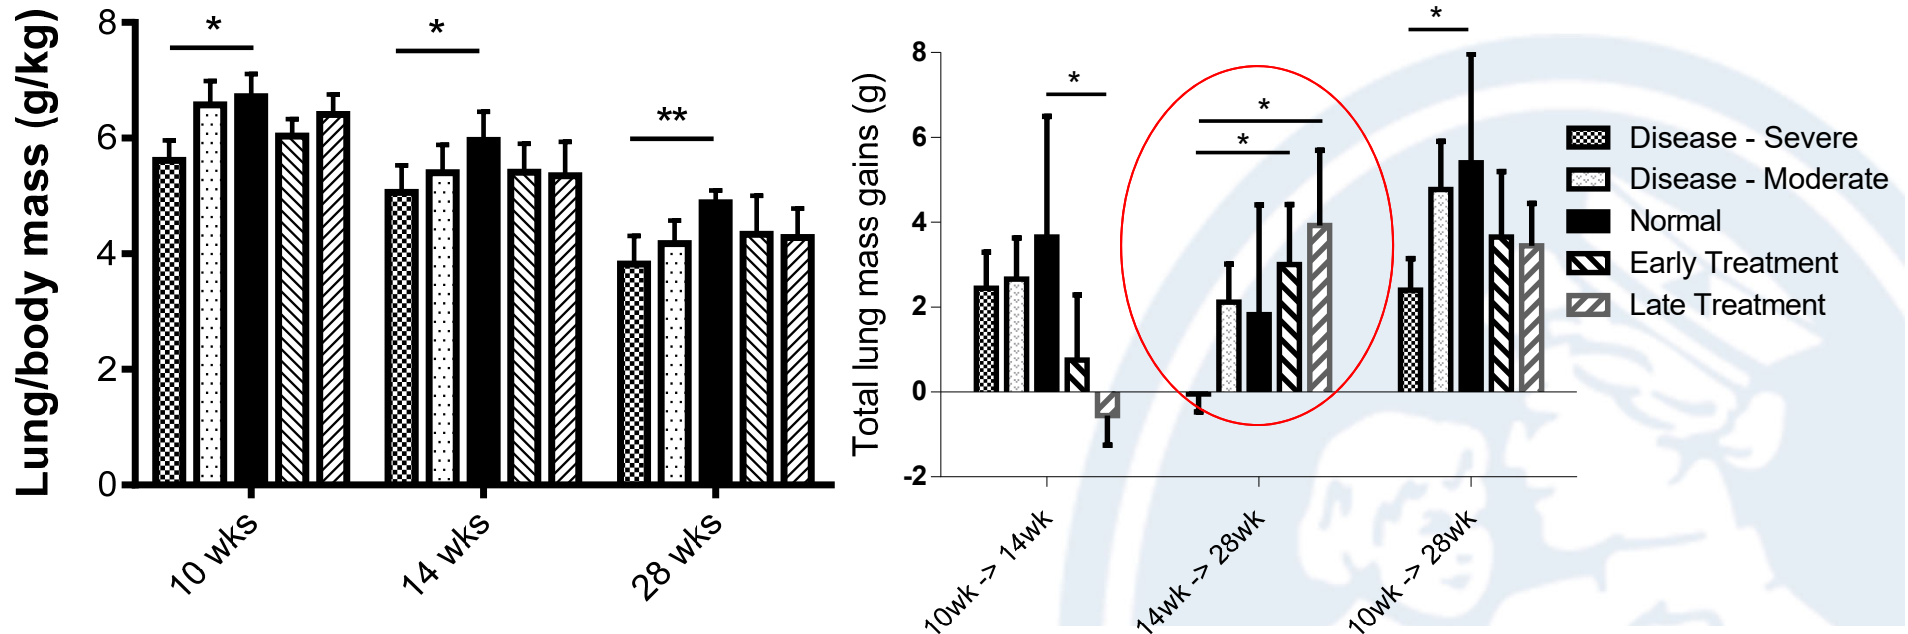 Lung/body mass (g/kg)
8
6
4
2
0
*
*
**
10 wks
14 wks
28 wks
Total lung mass gains (g)
8
6
4
2
0
-2
*
*
*
*
10wk -> 14wk
14wk -> 28wk
10wk -> 28wk
Disease - Severe
Disease - Moderate
Normal
Early Treatment
Late Treatment